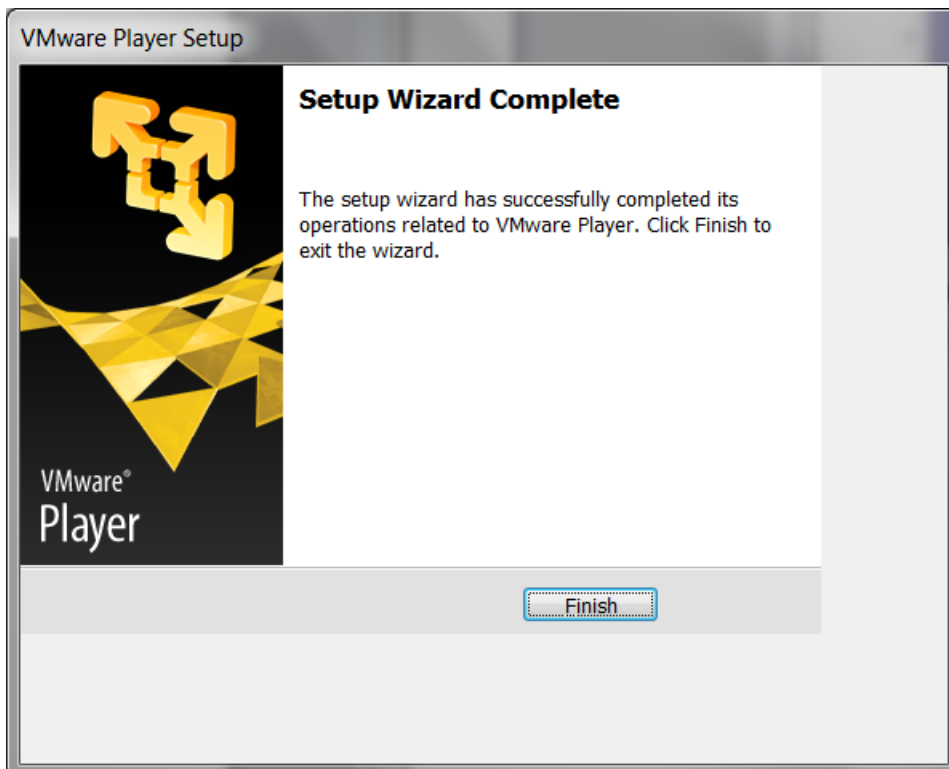 VMware Player Setup
Setup Wizard Complete
The setup wizard has successfully completed its
operations related to VMware Player. Click Finish to
exit the wizard.
VMware®
Player
Finish